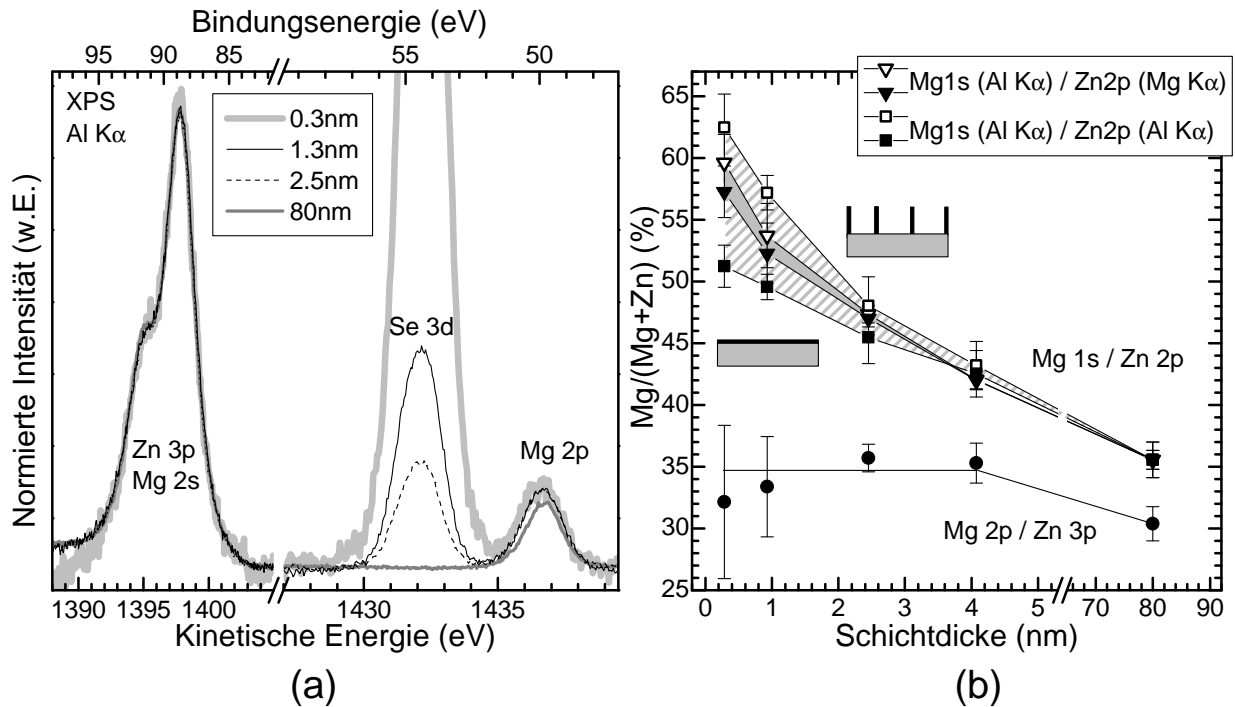 Bindungsenergie (eV)
95 90 85 55 50
XPS
Al Kα
0.3nm
1.3nm
2.5nm
80nm
Se 3d
Zn 3p
Mg 2s
Mg 2p
Normierte Intensität (w.E.)
1390 1395 1400 1430 1435
Kinetische Energie (eV)
(a)
Mg1s (Al Kα) / Zn2p (Mg Kα)
Mg1s (Al Kα) / Zn2p (Al Kα)
65
60
55
50
45
40
35
30
25
Mg/(Mg+Zn) (%)
Mg 1s / Zn 2p
Mg 2p / Zn 3p
0 1 2 3 4 5 70 80 90
Schichtdicke (nm)
(b)